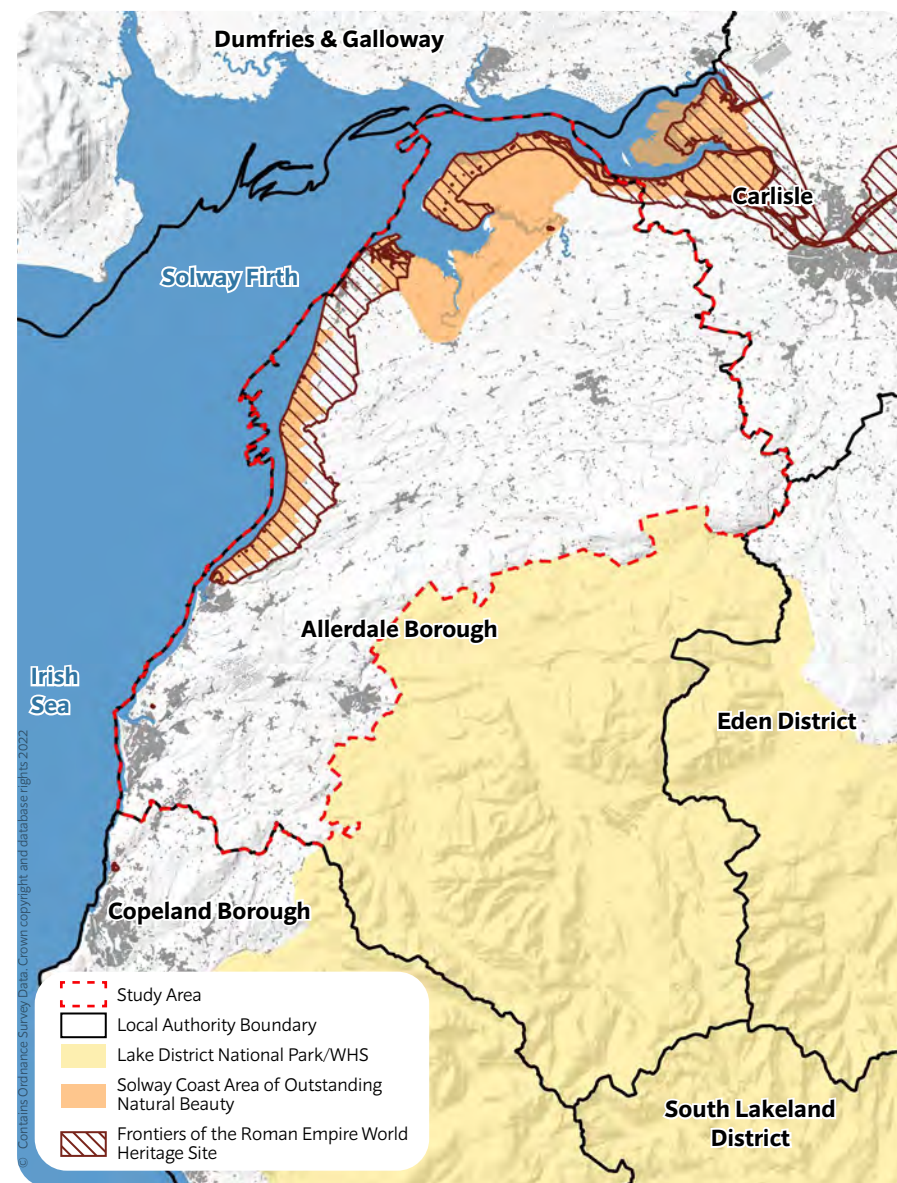 Dumfries & Galloway
Carlisle
Solway Firth
Allerdale Borough
Irish
Sea
Eden District
Copeland Borough
South Lakeland
District
Study Area
Local Authority Boundary
Lake District National Park/WHS
Solway Coast Area of Outstanding
Natural Beauty
Frontiers of the Roman Empire World
Heritage Site
© Contains Ordnance Survey Data. Crown copyright and database rights 2022